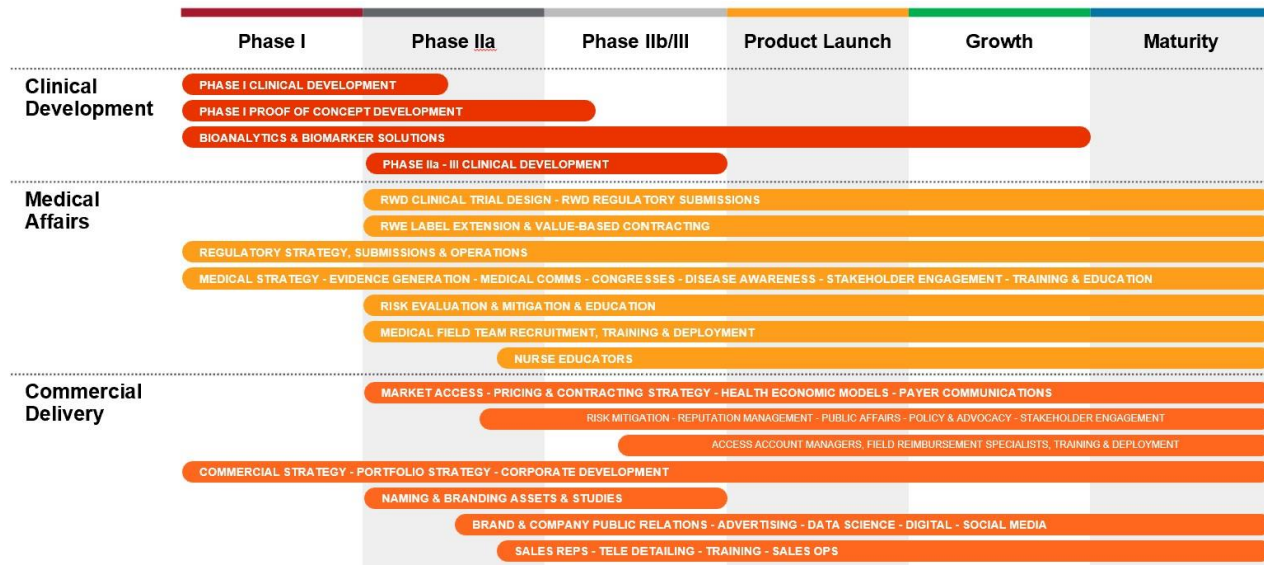 Phase I Phase IIa Phase IIb/III Product Launch Growth Maturity
Clinical
Development
PHASE I CLINICAL DEVELOPMENT
PHASE I PROOF OF CONCEPT DEVELOPMENT
BIOANALYTICS & BIOMARKER SOLUTIONS
PHASE IIa - III CLINICAL DEVELOPMENT
Medical
Affairs
RWD CLINICAL TRIAL DESIGN - RWD REGULATORY SUBMISSIONS
RWE LABEL EXTENSION & VALUE-BASED CONTRACTING
REGULATORY STRATEGY, SUBMISSIONS & OPERATIONS
MEDICAL STRATEGY - EVIDENCE GENERATION - MEDICAL COMMS - CONGRESSES - DISEASE AWARENESS - STAKEHOLDER ENGAGEMENT - TRAINING & EDUCATION
RISK EVALUATION & MITIGATION & EDUCATION
MEDICAL FIELD TEAM RECRUITMENT, TRAINING & DEPLOYMENT
NURSE EDUCATORS
Commercial
Delivery
MARKET ACCESS - PRICING & CONTRACTING STRATEGY - HEALTH ECONOMIC MODELS - PAYER COMMUNICATIONS
RISK MITIGATION - REPUTATION MANAGEMENT - PUBLIC AFFAIRS - POLICY & ADVOCACY - STAKEHOLDER ENGAGEMENT
ACCESS ACCOUNT MANAGERS, FIELD REIMBURSEMENT SPECIALISTS, TRAINING & DEPLOYMENT
COMMERCIAL STRATEGY - PORTFOLIO STRATEGY - CORPORATE DEVELOPMENT
NAMING & BRANDING ASSETS & STUDIES
BRAND & COMPANY PUBLIC RELATIONS - ADVERTISING - DATA SCIENCE - DIGITAL - SOCIAL MEDIA
SALES REPS - TELE DETAILING - TRAINING - SALES OPS